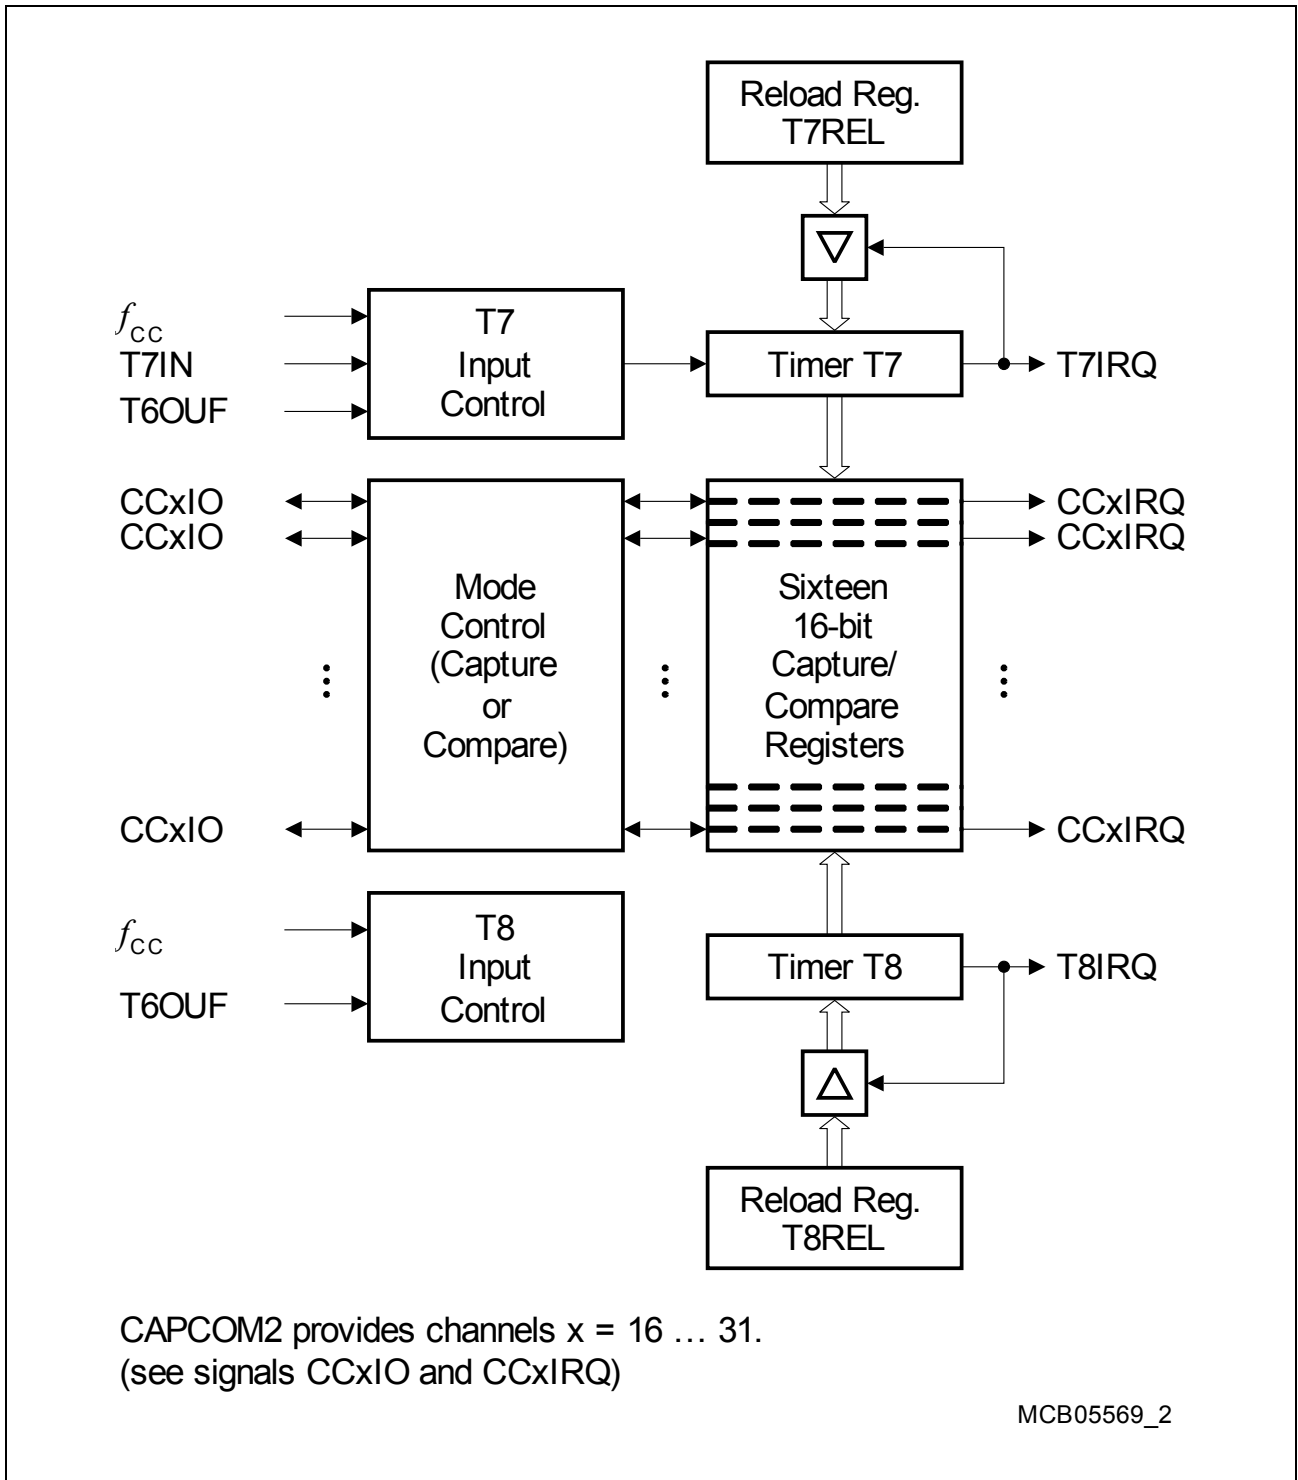 Reload Reg.
T7REL
f CC
T7IN
T6OUF
T7
Input
Control
Timer T7
T7IRQ
CCxIO
CCxIO
CCxIO
Mode
Control
(Capture
or
Compare)
Sixteen
16-bit
Capture/
Compare
Registers
CCxIRQ
CCxIRQ
CCxIRQ
f CC
T6OUF
T8
Input
Control
Timer T8
T8IRQ
Reload Reg.
T8REL
CAPCOM2 provides channels x = 16 … 31.
(see signals CCxIO and CCxIRQ)
MCB05569_2